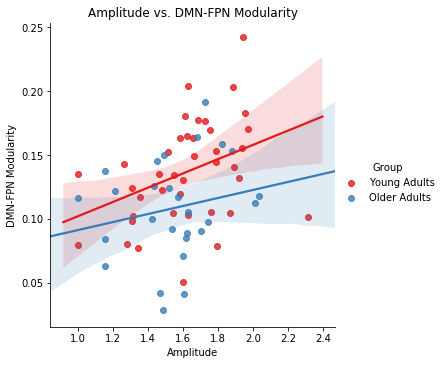 Amplitude vs. DMN-FPN Modularity
0.25
0.20
0.15
0.10
0.05
DMN-FPN Modularity
1.0 1.2 1.4 1.6 1.8 2.0 2.2 2.4
Amplitude
Group
Young Adults
Older Adults